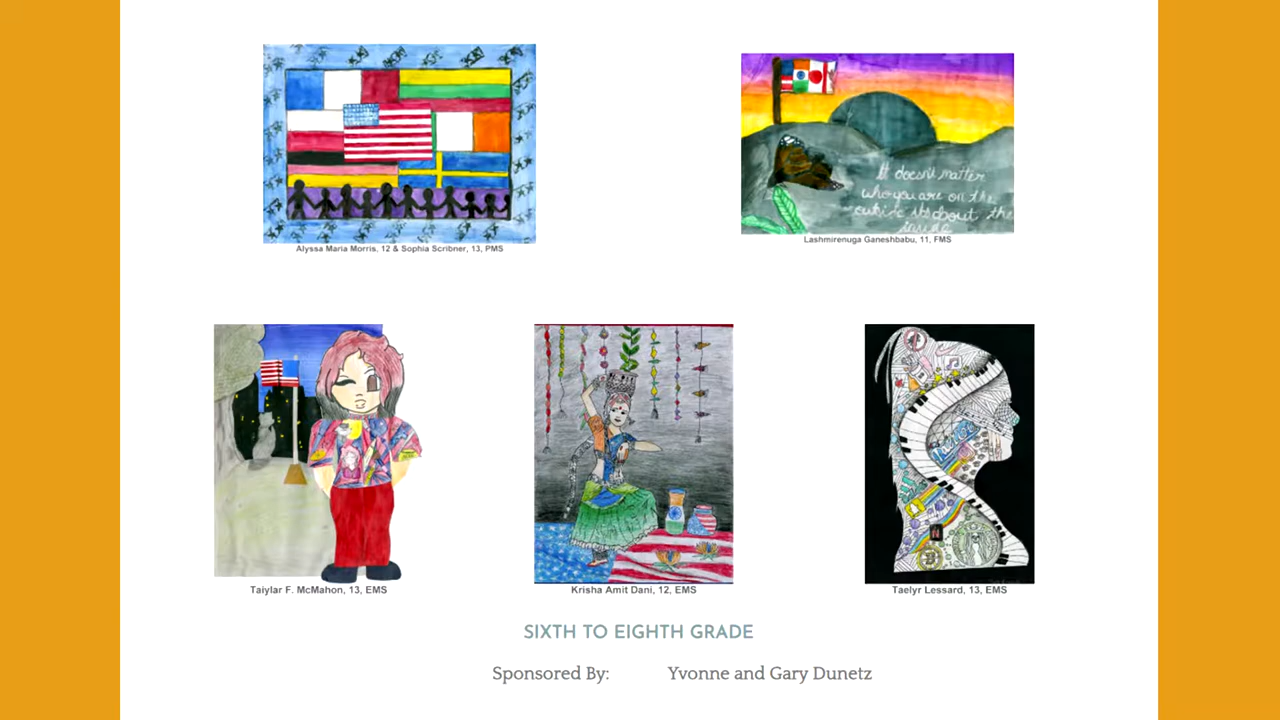 It doesn't matter
who you are on the
outside its about the
inside
Alyssa Maria Morris, 12 & Sophia Scribner, 13, PMS
Lashmirenuga Ganeshbabu, 11, FMS
Taiylar F. McMahon, 13, EMS
Krisha Amit Dani, 12, EMS
Taelyr Lessard, 13, EMS
SIXTH TO EIGHTH GRADE
Sponsored By: Yvonne and Gary Dunetz